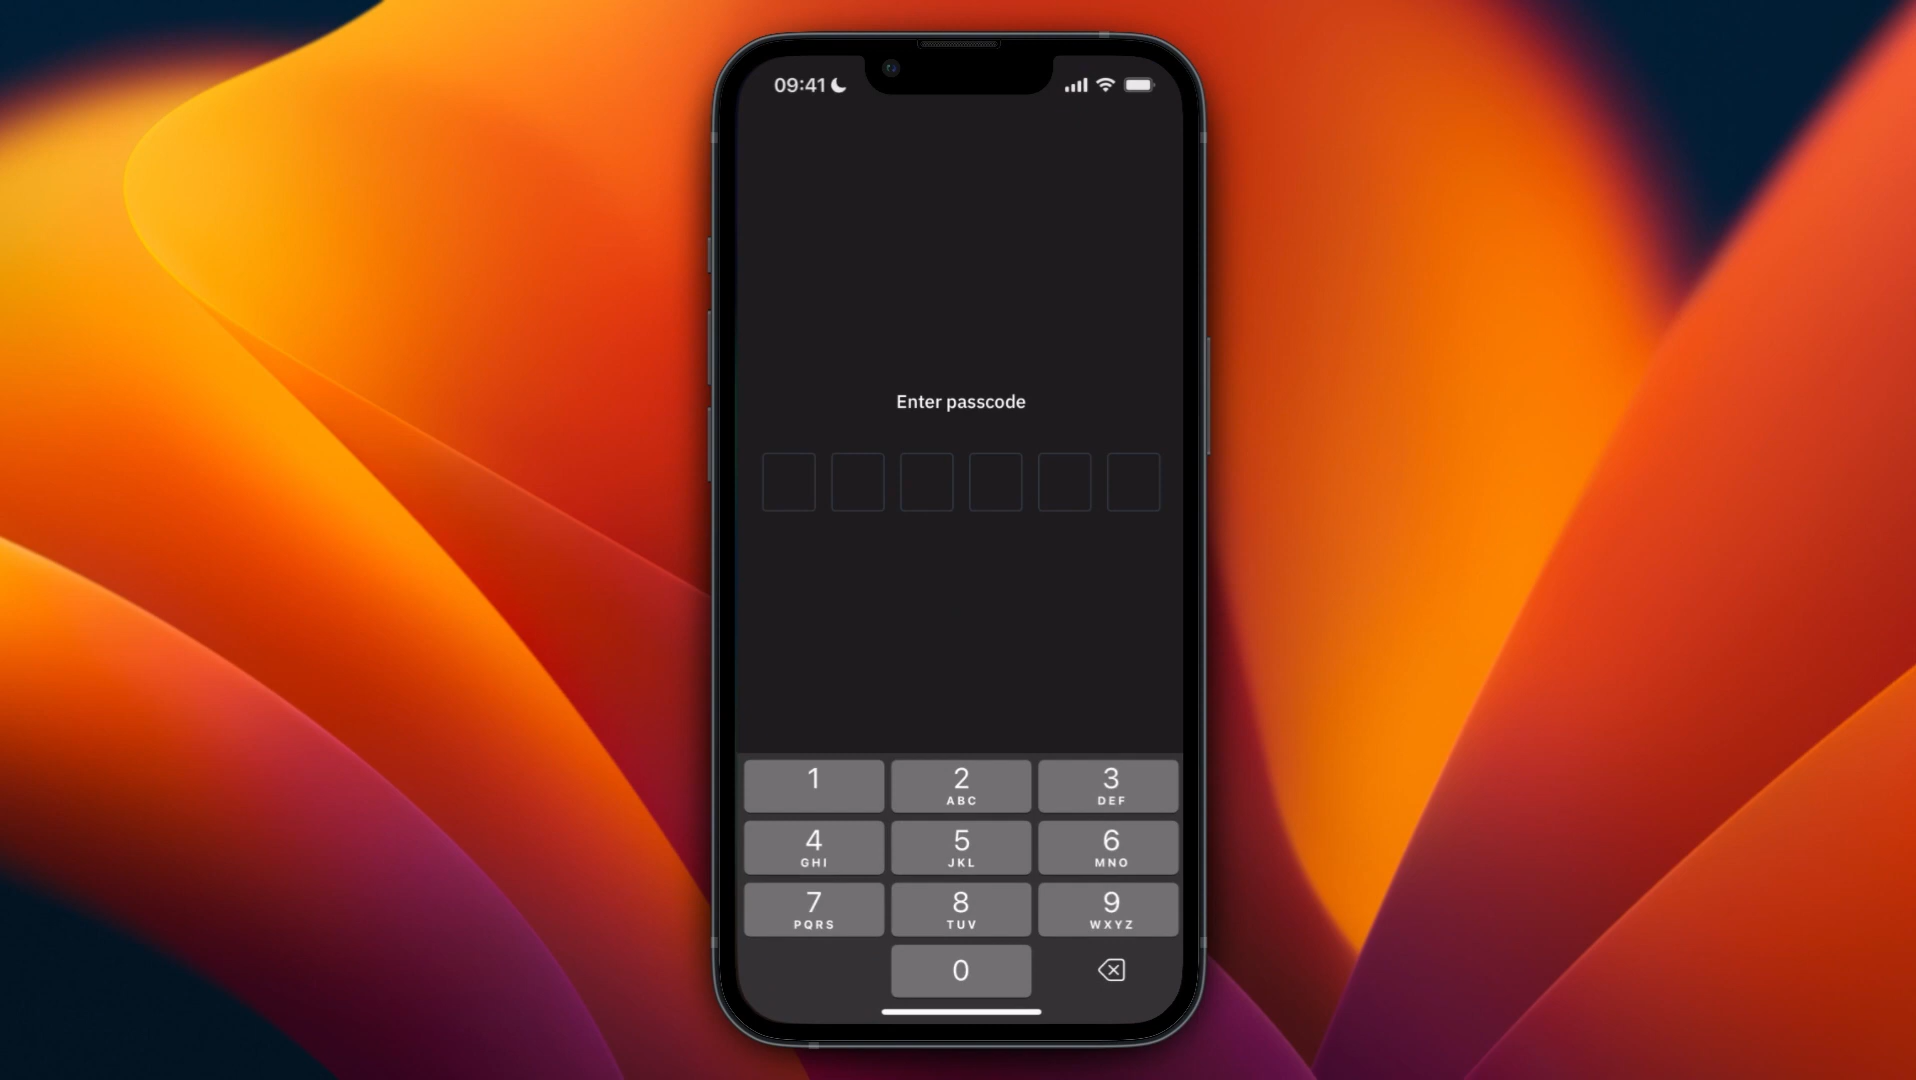 09:41
Enter passcode
1
2
ABC
3
DEF
4
GHI
5
JKL
6
MNO
7
PQRS
8
TUV
9
WXYZ
0